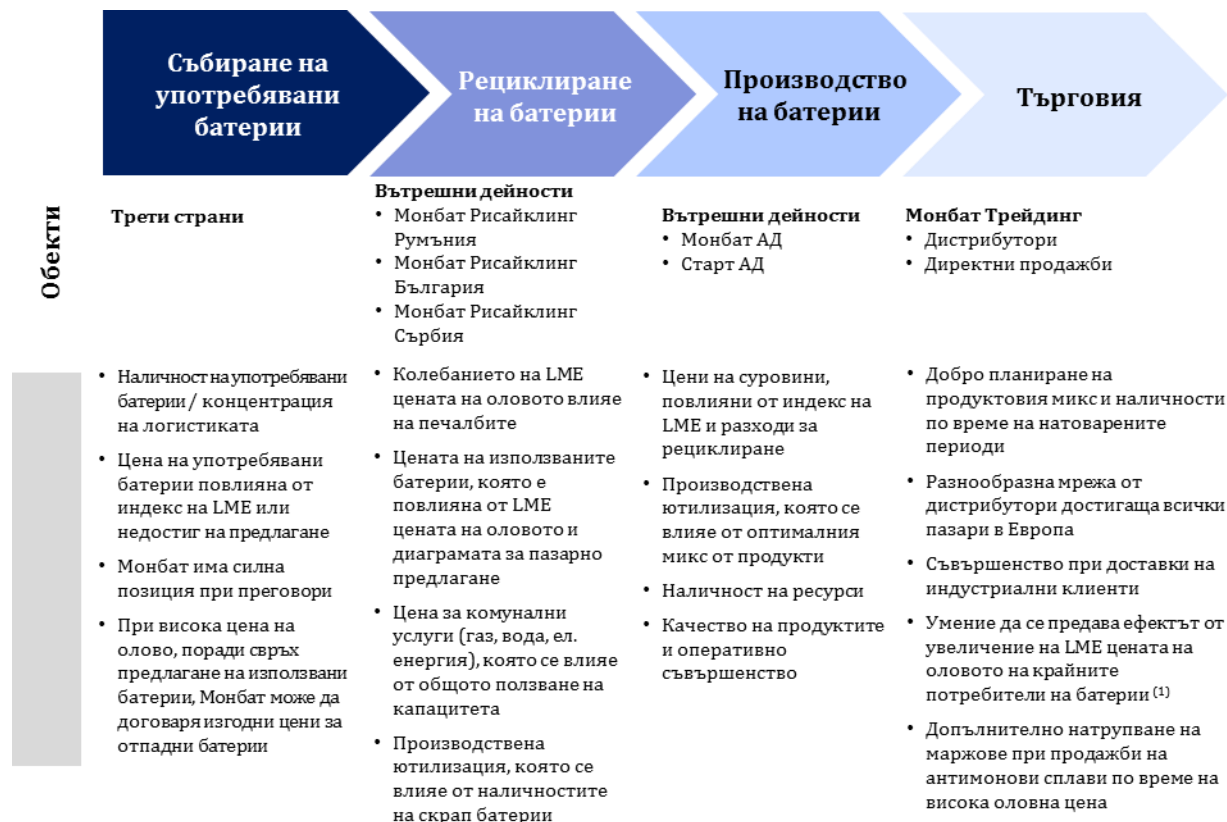 Събиране на
употребявани
батерии
Рециклиране
на батерии
Производство
на батерии
Търговия
Обекти
Трети страни
Вътрешни дейности
• Монбат Рисайклинг
Румъния
• Монбат Рисайклинг
България
• Монбат Рисайклинг
Сърбия
Вътрешни дейности
• Монбат АД
• Старт АД
Монбат Трейдинг
• Дистрибутори
• Директни продажби
• Наличност на употребявани
батерии / концентрация
на логистиката
• Цена на употребявани
батерии повлияна от
индекс на LME или
недостиг на предлагане
• Монбат има силна
позиция при преговори
• При висока цена на
олово, поради свръх
предлагане на използвани
батерии, Монбат може да
договаря изгодни цени за
отпадни батерии
• Колебанието на LME
цената на оловото влияе
на печалбите
• Цената на използваните
батерии, която е
повлияна от LME
цената на оловото и
диаграмата за пазарно
предлагане
• Цена за комунални
услуги (газ, вода, ел.
енергия), която се влияе
от общото ползване на
капацитета
• Производствена
ютилизация, която се
влияе от наличностите
на скрап батерии
• Цени на суровини,
повлияни от индекс на
LME и разходи за
рециклиране
• Производствена
ютилизация, която се
влияе от оптималния
микс от продукти
• Наличност на ресурси
• Качество на продуктите
и оперативно
съвършенство
• Добро планиране на
продуктовия микс и наличности
по време на натоварените
периоди
• Разнообразна мрежа от
дистрибутори достигаща всички
пазари в Европа
• Съвършенство при доставки на
индустриални клиенти
• Умение да се предава ефектът от
увеличение на LME цената на
оловото на крайните
потребители на батерии (1)
• Допълнително натрупване на
маржове при продажби на
антимонови сплави по време на
висока оловна цена